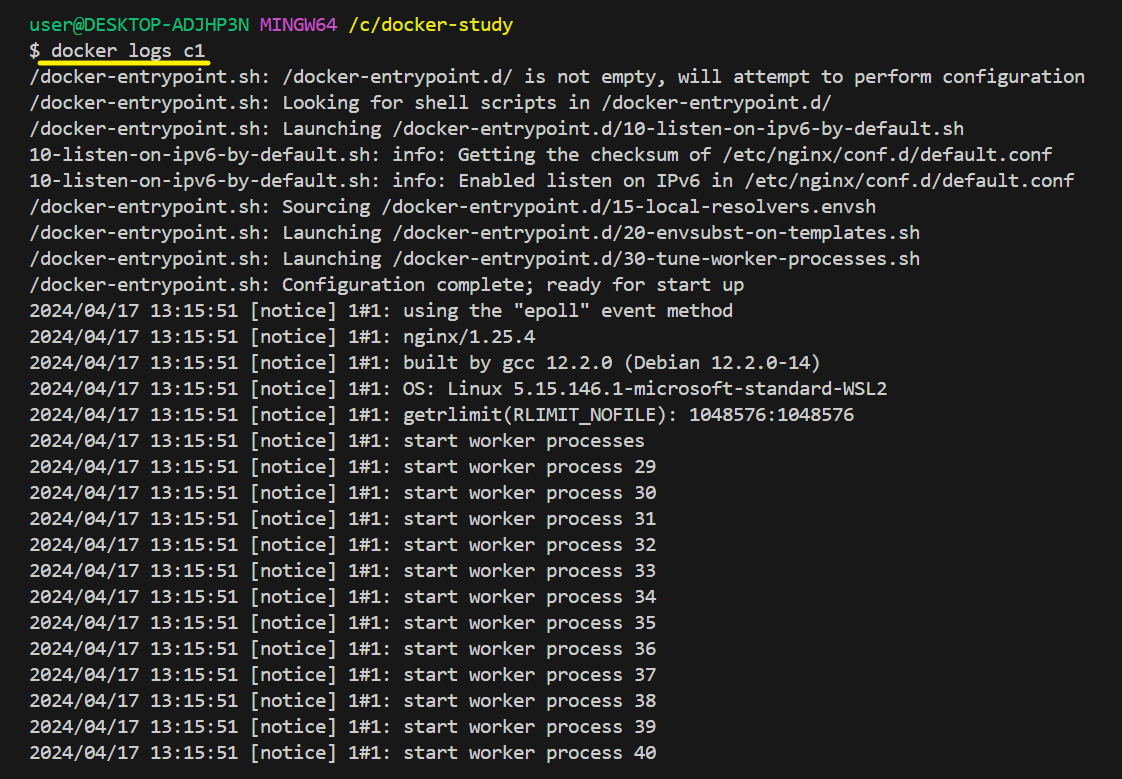 user@DESKTOP-ADJHP3N MINGW64 /c/docker-study
$ docker logs c1
/docker-entrypoint.sh: /docker-entrypoint.d/ is not empty, will attempt to perform configuration
/docker-entrypoint.sh: Looking for shell scripts in /docker-entrypoint.d/
/docker-entrypoint.sh: Launching /docker-entrypoint.d/10-listen-on-ipv6-by-default.sh
10-listen-on-ipv6-by-default.sh: info: Getting the checksum of /etc/nginx/conf.d/default.conf
10-listen-on-ipv6-by-default.sh: info: Enabled listen on IPv6 in /etc/nginx/conf.d/default.conf
/docker-entrypoint.sh: Sourcing /docker-entrypoint.d/15-local-resolvers.envsh
/docker-entrypoint.sh: Launching /docker-entrypoint.d/20-envsubst-on-templates.sh
/docker-entrypoint.sh: Launching /docker-entrypoint.d/30-tune-worker-processes.sh
/docker-entrypoint.sh: Configuration complete; ready for start up
2024/04/17 13:15:51 [notice] 1#1: using the "epoll" event method
2024/04/17 13:15:51 [notice] 1#1: nginx/1.25.4
2024/04/17 13:15:51 [notice] 1#1: built by gcc 12.2.0 (Debian 12.2.0-14)
2024/04/17 13:15:51 [notice] 1#1: OS: Linux 5.15.146.1-microsoft-standard-WSL2
2024/04/17 13:15:51 [notice] 1#1: getrlimit(RLIMIT_NOFILE): 1048576:1048576
2024/04/17 13:15:51 [notice] 1#1: start worker processes
2024/04/17 13:15:51 [notice] 1#1: start worker process 29
2024/04/17 13:15:51 [notice] 1#1: start worker process 30
2024/04/17 13:15:51 [notice] 1#1: start worker process 31
2024/04/17 13:15:51 [notice] 1#1: start worker process 32
2024/04/17 13:15:51 [notice] 1#1: start worker process 33
2024/04/17 13:15:51 [notice] 1#1: start worker process 34
2024/04/17 13:15:51 [notice] 1#1: start worker process 35
2024/04/17 13:15:51 [notice] 1#1: start worker process 36
2024/04/17 13:15:51 [notice] 1#1: start worker process 37
2024/04/17 13:15:51 [notice] 1#1: start worker process 38
2024/04/17 13:15:51 [notice] 1#1: start worker process 39
2024/04/17 13:15:51 [notice] 1#1: start worker process 40